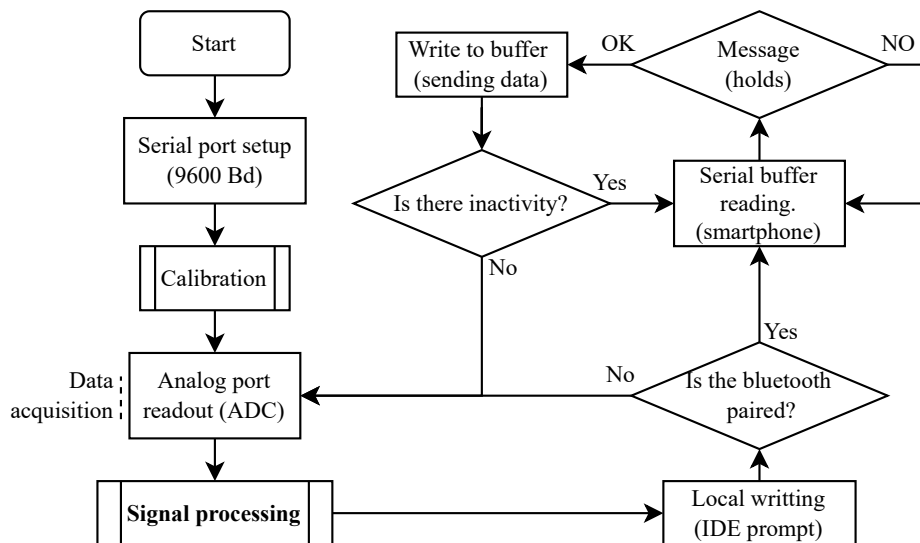 Start
Serial port setup
(9600 Bd)
Calibration
Data
acquisition
Analog port
readout (ADC)
Signal processing
Local writting
(IDE prompt)
Is the bluetooth
paired?
No
Yes
Serial buffer
reading.
(smartphone)
Message
(holds)
OK
NO
Write to buffer
(sending data)
Is there inactivity?
Yes
No